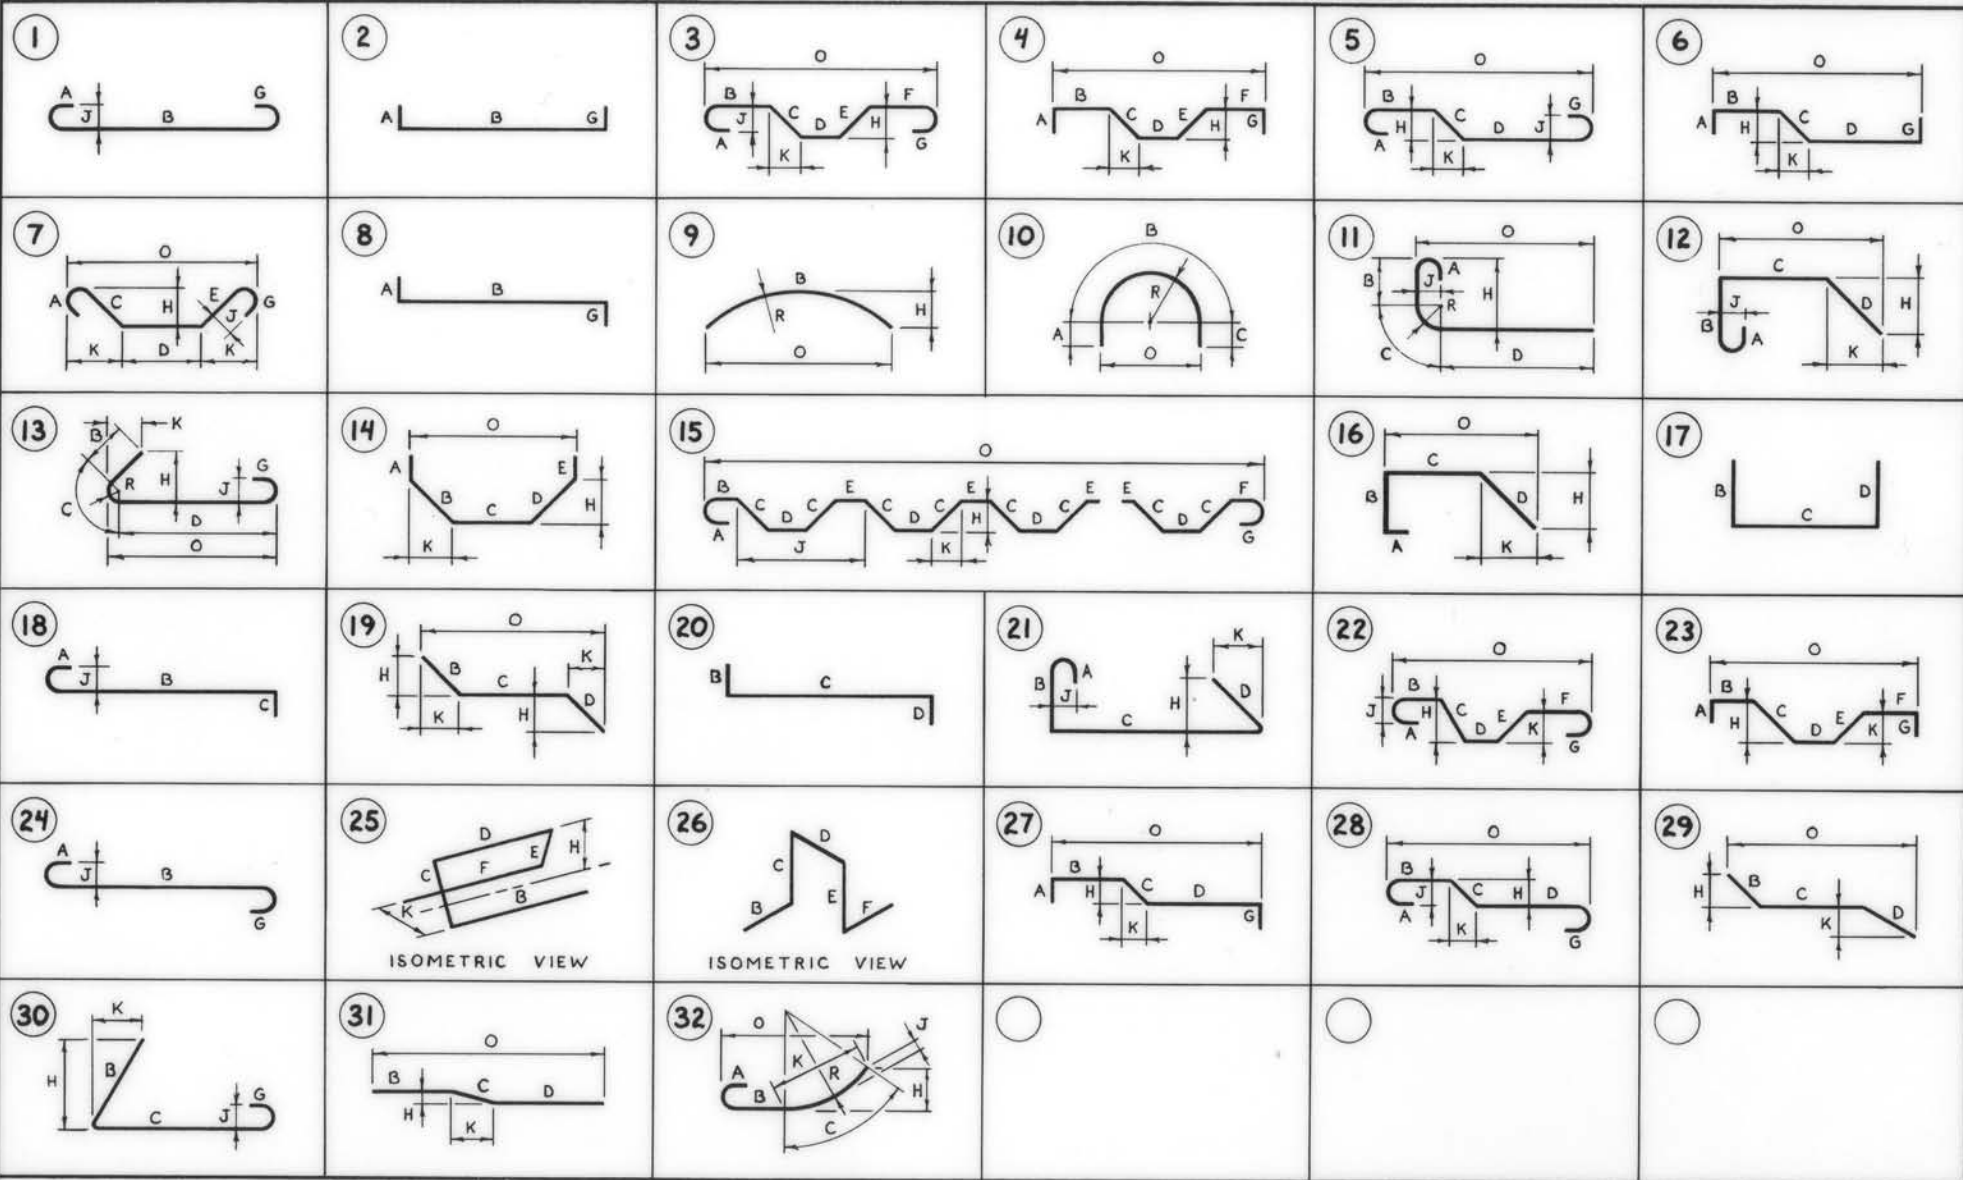 1
A J B G
2
A B G
3
O
B C E F
J D H
A G
K
4
O
B C E F
A D H G
K
5
O
B C G
H D J
A
K
6
O
B
A H C D G
K
7
O
A C H E J G
K D K
8
A B
G
9
B
R H
O
10
B
R
A C
O
11
O
A
B J H
R
C D
12
O
C
J D H
B A
K
13
B K
R H G
J
C D
O
14
O
A E
B D H
C
K
15
O
B C C E C C E C C E E C C F
D D H D D
A G
J K
16
O
C
B D H
A K
17
B D
C
18
A
J B
C
19
O
H B C K
K H D
20
B C
D
21
K
B A H D
J
C
22
O
B F
J H C E K
A D G
23
O
B F
A C E
H D K G
24
A
J B
G
25
D
H
C F E
K B
ISOMETRIC VIEW
26
D
C
B E F
ISOMETRIC VIEW
27
O
B
A H C D
K G
28
O
B H D
J C
A K G
29
O
H B C
K D
30
K
H B
G
C J
31
O
B C D
H
K
32
O J
K
A R
B H
C